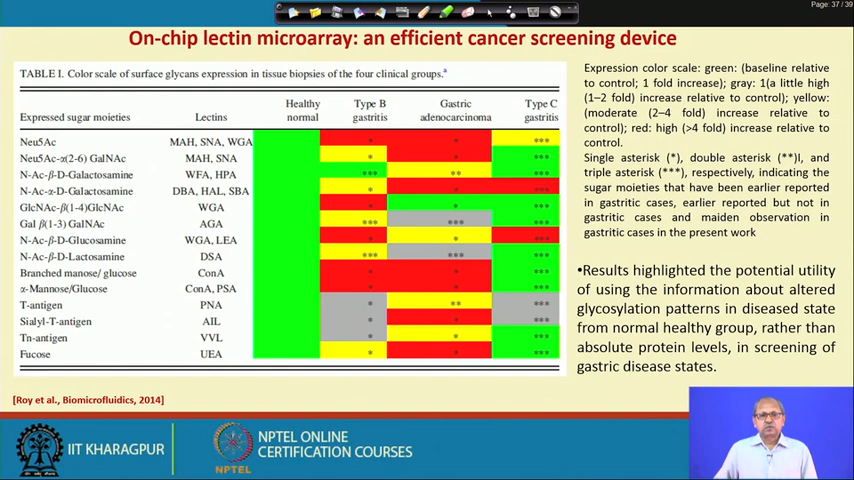 Page: 37 / 39
On-chip lectin microarray: an efficient cancer screening device
TABLE I. Color scale of surface glycans expression in tissue biopsies of the four clinical groups.a
Expressed sugar moieties Lectins Healthy normal Type B gastritis Gastric adenocarcinoma Type C gastritis
Neu5Ac MAH, SNA, WGA * * ***
Neu5Ac-α(2-6) GalNAc MAH, SNA * * ***
N-Ac-β-D-Galactosamine WFA, HPA *** ** ***
N-Ac-α-D-Galactosamine DBA, HAL, SBA * * ***
GlcNAc-β(1-4)GlcNAc WGA * * ***
Gal β(1-3) GalNAc AGA *** *** ***
N-Ac-β-D-Glucosamine WGA, LEA * * ***
N-Ac-β-D-Lactosamine DSA *** *** ***
Branched manose/ glucose ConA * * ***
α-Mannose/Glucose ConA, PSA * * ***
T-antigen PNA * ** ***
Sialyl-T-antigen AIL * * ***
Tn-antigen VVL * * ***
Fucose UEA * * ***
Expression color scale: green: (baseline relative
to control; 1 fold increase); gray: 1(a little high
(1–2 fold) increase relative to control); yellow:
(moderate (2–4 fold) increase relative to
control); red: high (>4 fold) increase relative to
control.
Single asterisk (*), double asterisk (**)I, and
triple asterisk (***), respectively, indicating the
sugar moieties that have been earlier reported
in gastritic cases, earlier reported but not in
gastritic cases and maiden observation in
gastritic cases in the present work
•Results highlighted the potential utility
of using the information about altered
glycosylation patterns in diseased state
from normal healthy group, rather than
absolute protein levels, in screening of
gastric disease states.
[Roy et al., Biomicrofluidics, 2014]
IIT KHARAGPUR
NPTEL
NPTEL ONLINE
CERTIFICATION COURSES